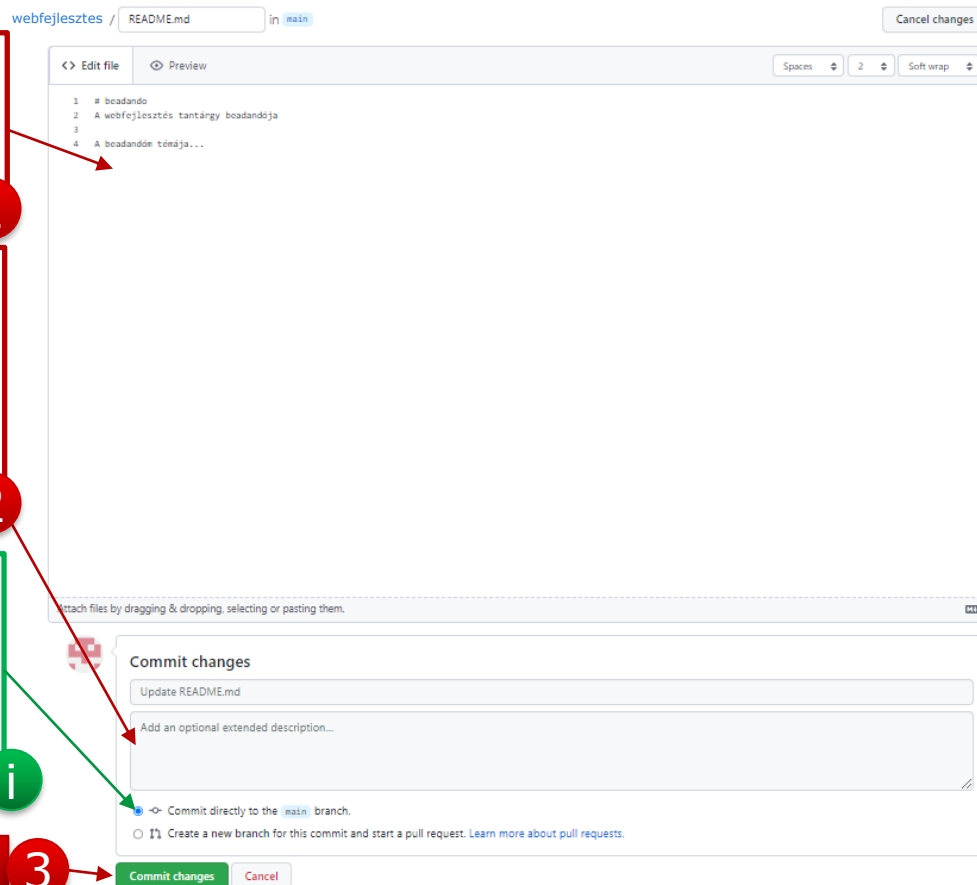 webfejlesztes / README.md in main Cancel changes
<> Edit file Preview Spaces 2 Soft wrap
1 # beadando
2 A webfejlesztés tantárgy beadandója
3
4 A beadandóm témája...
2
Attach files by dragging & dropping, selecting or pasting them.
i
Commit changes
Update README.md
Add an optional extended description...
Commit directly to the main branch.
Create a new branch for this commit and start a pull request. Learn more about pull requests.
3
Commit changes Cancel